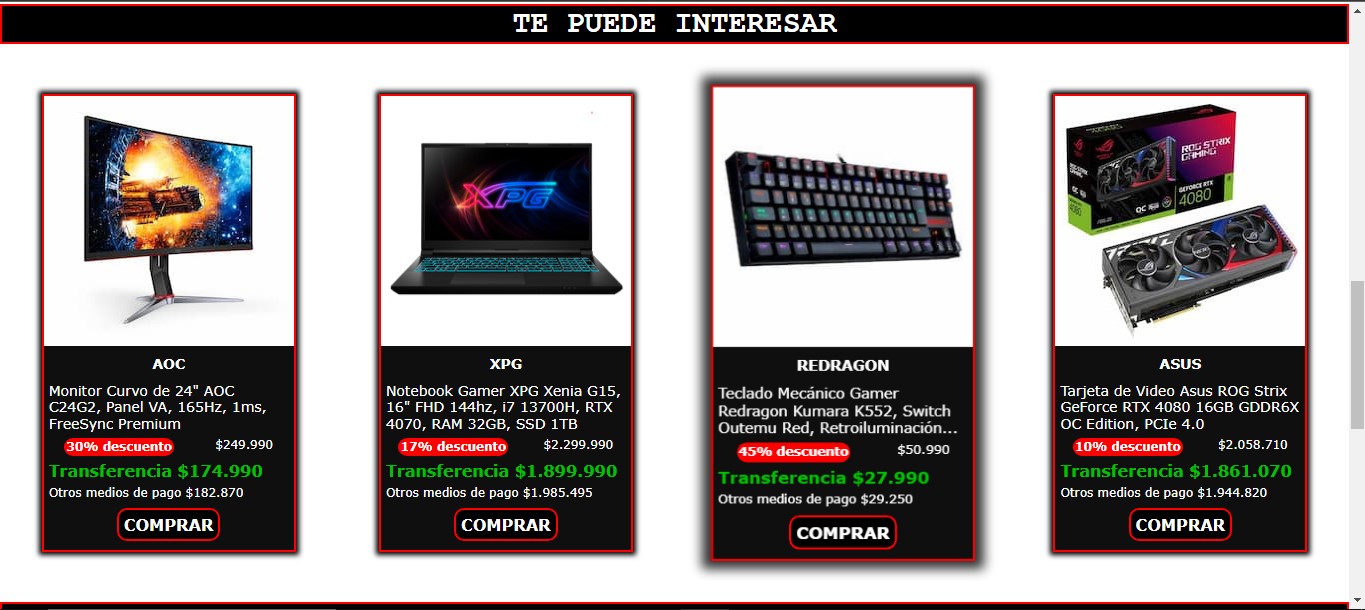 TE PUEDE INTERESAR
XPG
ROG STRIX
GAMING
GEFORCE RTX
4080
OC
AOC
Monitor Curvo de 24" AOC
C24G2, Panel VA, 165Hz, 1ms,
FreeSync Premium
30% descuento
$249.990
Transferencia $174.990
Otros medios de pago $182.870
COMPRAR
XPG
Notebook Gamer XPG Xenia G15,
16" FHD 144hz, i7 13700H, RTX
4070, RAM 32GB, SSD 1TB
17% descuento
$2.299.990
Transferencia $1.899.990
Otros medios de pago $1.985.495
COMPRAR
REDRAGON
Teclado Mecánico Gamer
Redragon Kumara K552, Switch
Outemu Red, Retroiluminación...
45% descuento
$50.990
Transferencia $27.990
Otros medios de pago $29.250
COMPRAR
ASUS
Tarjeta de Video Asus ROG Strix
GeForce RTX 4080 16GB GDDR6X
OC Edition, PCIe 4.0
10% descuento
$2.058.710
Transferencia $1.861.070
Otros medios de pago $1.944.820
COMPRAR